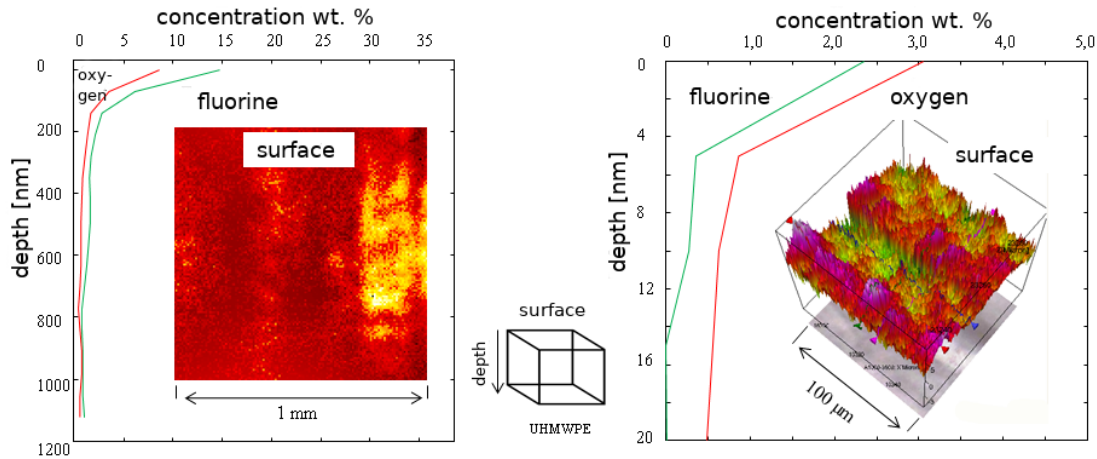 concentration wt. %
0 5 10 15 20 25 30 35
oxy-
gen
fluorine
surface
0
200
400
600
800
1000
1200
depth [nm]
1 mm
surface
depth
UHMWPE
concentration wt. %
0 1,0 2,0 3,0 4,0 5,0
fluorine
oxygen
surface
0
4
8
12
16
20
depth [nm]
100 μm